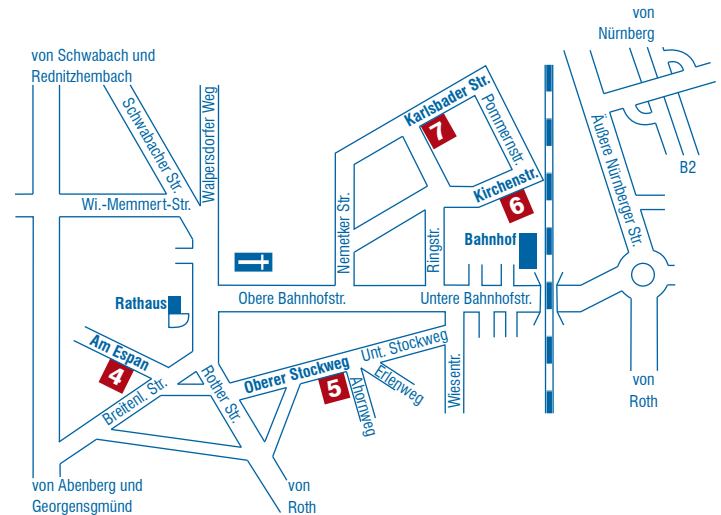 von
Nürnberg
von Schwabach und
Rednitzhembach
Schwabacher Str.
Walpersdorfer Weg
Karlsbader Str.
7
Pommernstr.
Äußere Nürnberger Str.
B2
Wi.-Memmert-Str.
Nemetker Str.
Kirchenstr.
6
Ringstr.
Bahnhof
Rathaus
Obere Bahnhofstr.
Untere Bahnhofstr.
Am Espan
4
Breitenl. Str.
Rother Str.
Oberer Stockweg
5
Unt. Stockweg
Ahornweg
Erlenweg
Wiesentr.
von
Roth
von Abenberg und
Georgensgmünd
von
Roth